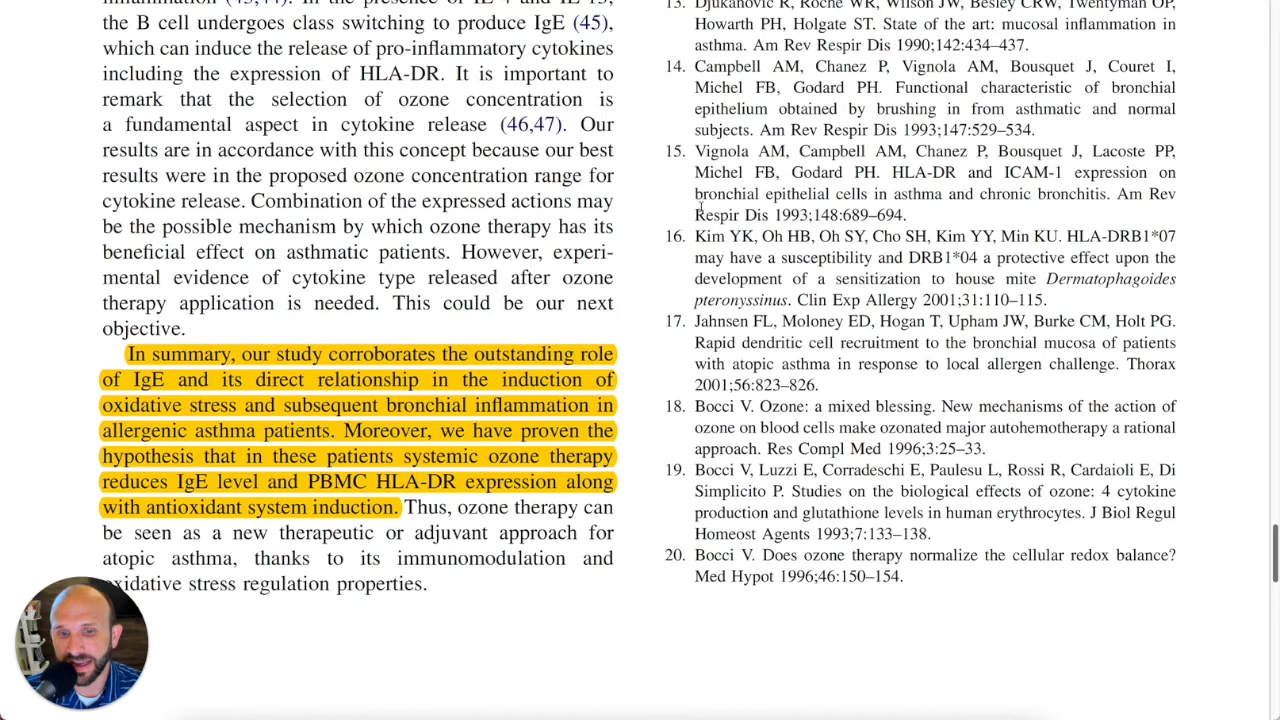 the B cell undergoes class switching to produce IgE (45),
which can induce the release of pro-inflammatory cytokines
including the expression of HLA-DR. It is important to
remark that the selection of ozone concentration is
a fundamental aspect in cytokine release (46,47). Our
results are in accordance with this concept because our best
results were in the proposed ozone concentration range for
cytokine release. Combination of the expressed actions may
be the possible mechanism by which ozone therapy has its
beneficial effect on asthmatic patients. However, experi-
mental evidence of cytokine type released after ozone
therapy application is needed. This could be our next
objective.
In summary, our study corroborates the outstanding role
of IgE and its direct relationship in the induction of
oxidative stress and subsequent bronchial inflammation in
allergenic asthma patients. Moreover, we have proven the
hypothesis that in these patients systemic ozone therapy
reduces IgE level and PBMC HLA-DR expression along
with antioxidant system induction. Thus, ozone therapy can
be seen as a new therapeutic or adjuvant approach for
atopic asthma, thanks to its immunomodulation and
oxidative stress regulation properties.
13. Djukanovic R, Roche WR, Wilson JW, Besley CRW, Twentyman OP,
Howarth PH, Holgate ST. State of the art: mucosal inflammation in
asthma. Am Rev Respir Dis 1990;142:434–437.
14. Campbell AM, Chanez P, Vignola AM, Bousquet J, Couret I,
Michel FB, Godard PH. Functional characteristic of bronchial
epithelium obtained by brushing in from asthmatic and normal
subjects. Am Rev Respir Dis 1993;147:529–534.
15. Vignola AM, Campbell AM, Chanez P, Bousquet J, Lacoste PP,
Michel FB, Godard PH. HLA-DR and ICAM-1 expression on
bronchial epithelial cells in asthma and chronic bronchitis. Am Rev
Respir Dis 1993;148:689–694.
16. Kim YK, Oh HB, Oh SY, Cho SH, Kim YY, Min KU. HLA-DRB1*07
may have a susceptibility and DRB1*04 a protective effect upon the
development of a sensitization to house mite Dermatophagoides
pteronyssinus. Clin Exp Allergy 2001;31:110–115.
17. Jahnsen FL, Moloney ED, Hogan T, Upham JW, Burke CM, Holt PG.
Rapid dendritic cell recruitment to the bronchial mucosa of patients
with atopic asthma in response to local allergen challenge. Thorax
2001;56:823–826.
18. Bocci V. Ozone: a mixed blessing. New mechanisms of the action of
ozone on blood cells make ozonated major autohemotherapy a rational
approach. Res Compl Med 1996;3:25–33.
19. Bocci V, Luzzi E, Corradeschi E, Paulesu L, Rossi R, Cardaioli E, Di
Simplicito P. Studies on the biological effects of ozone: 4 cytokine
production and glutathione levels in human erythrocytes. J Biol Regul
Homeost Agents 1993;7:133–138.
20. Bocci V. Does ozone therapy normalize the cellular redox balance?
Med Hypot 1996;46:150–154.